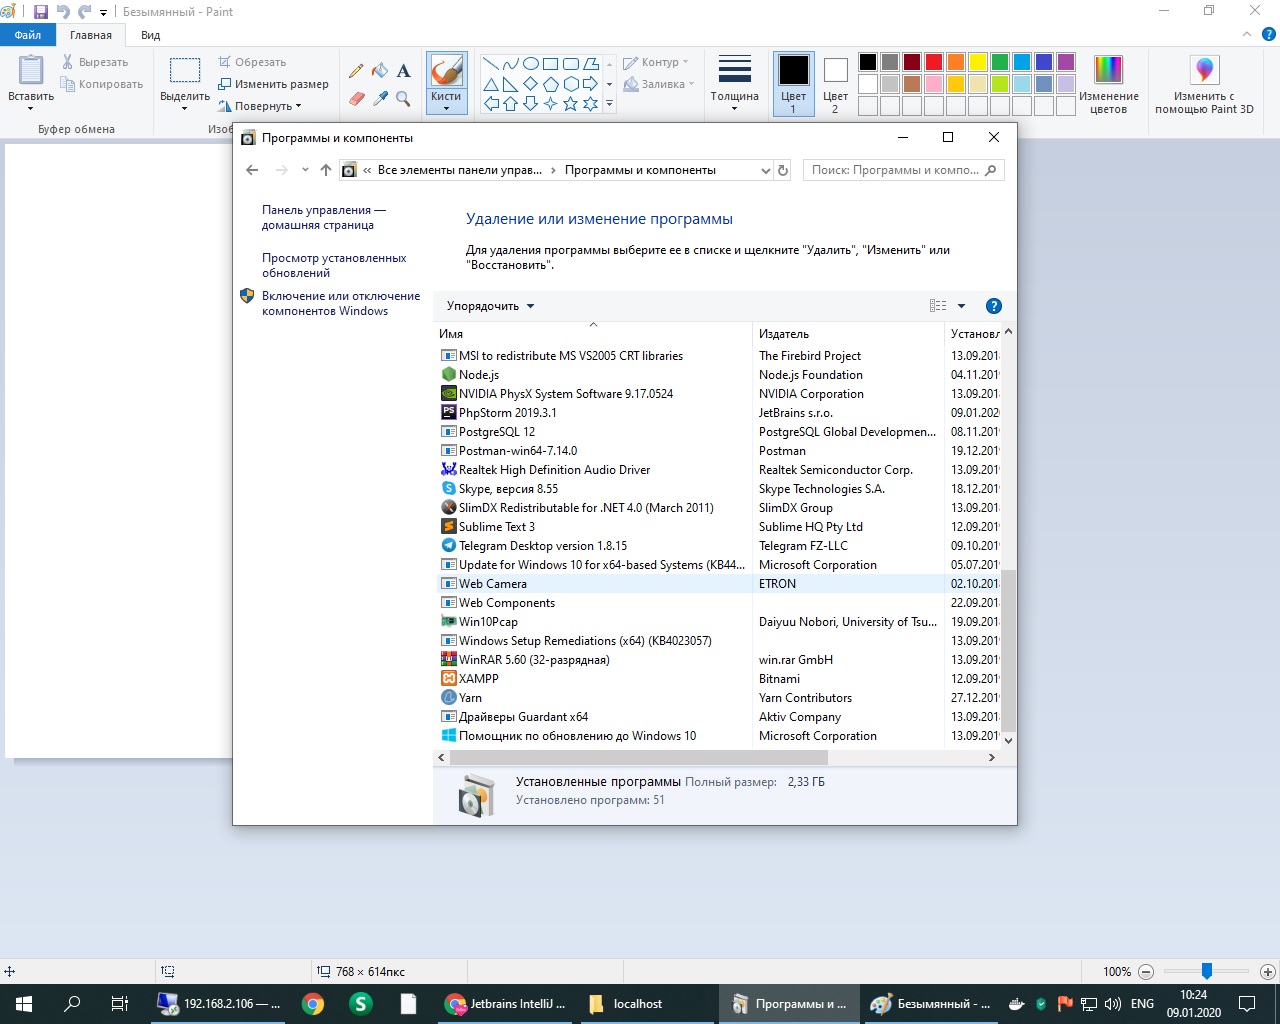 Безымянный - Paint
Файл
Главная
Вид
Вставить
Вырезать
Копировать
Буфер обмена
Выделить
Обрезать
Изменить размер
Повернуть
Кисти
Контур
Заливка
Толщина
Цвет
1
Цвет
2
Изменение
цветов
Изменить с
помощью Paint 3D
Программы и компоненты
«
Все элементы панели управ...
Программы и компоненты
Поиск: Программы и компо...
Панель управления —
домашняя страница
Просмотр установленных
обновлений
Включение или отключение
компонентов Windows
Удаление или изменение программы
Для удаления программы выберите ее в списке и щелкните "Удалить", "Изменить" или
"Восстановить".
Упорядочить
Имя Издатель Установл
MSI to redistribute MS VS2005 CRT libraries The Firebird Project 13.09.201
Node.js Node.js Foundation 04.11.201
NVIDIA PhysX System Software 9.17.0524 NVIDIA Corporation 13.09.201
PhpStorm 2019.3.1 JetBrains s.r.o. 09.01.202
PostgreSQL 12 PostgreSQL Global Developmen... 08.11.201
Postman-win64-7.14.0 Postman 19.12.201
Realtek High Definition Audio Driver Realtek Semiconductor Corp. 13.09.201
Skype, версия 8.55 Skype Technologies S.A. 18.12.201
SlimDX Redistributable for .NET 4.0 (March 2011) SlimDX Group 13.09.201
Sublime Text 3 Sublime HQ Pty Ltd 12.09.201
Telegram Desktop version 1.8.15 Telegram FZ-LLC 09.10.201
Update for Windows 10 for x64-based Systems (KB44... Microsoft Corporation 05.07.201
Web Camera ETRON 02.10.201
Web Components 22.09.201
Win10Pcap Daiyuu Nobori, University of Tsu... 19.09.201
Windows Setup Remediations (x64) (KB4023057) 13.09.201
WinRAR 5.60 (32-разрядная) win.rar GmbH 13.09.201
XAMPP Bitnami 12.09.201
Yarn Yarn Contributors 27.12.201
Драйверы Guardant x64 Aktiv Company 13.09.201
Помощник по обновлению до Windows 10 Microsoft Corporation 13.09.201
Установленные программы Полный размер: 2,33 ГБ
Установлено программ: 51
768 × 614пкс
100%
192.168.2.106 — ...
Jetbrains IntelliJ ...
localhost
Программы и ...
Безымянный - ...
ENG
10:24
09.01.2020